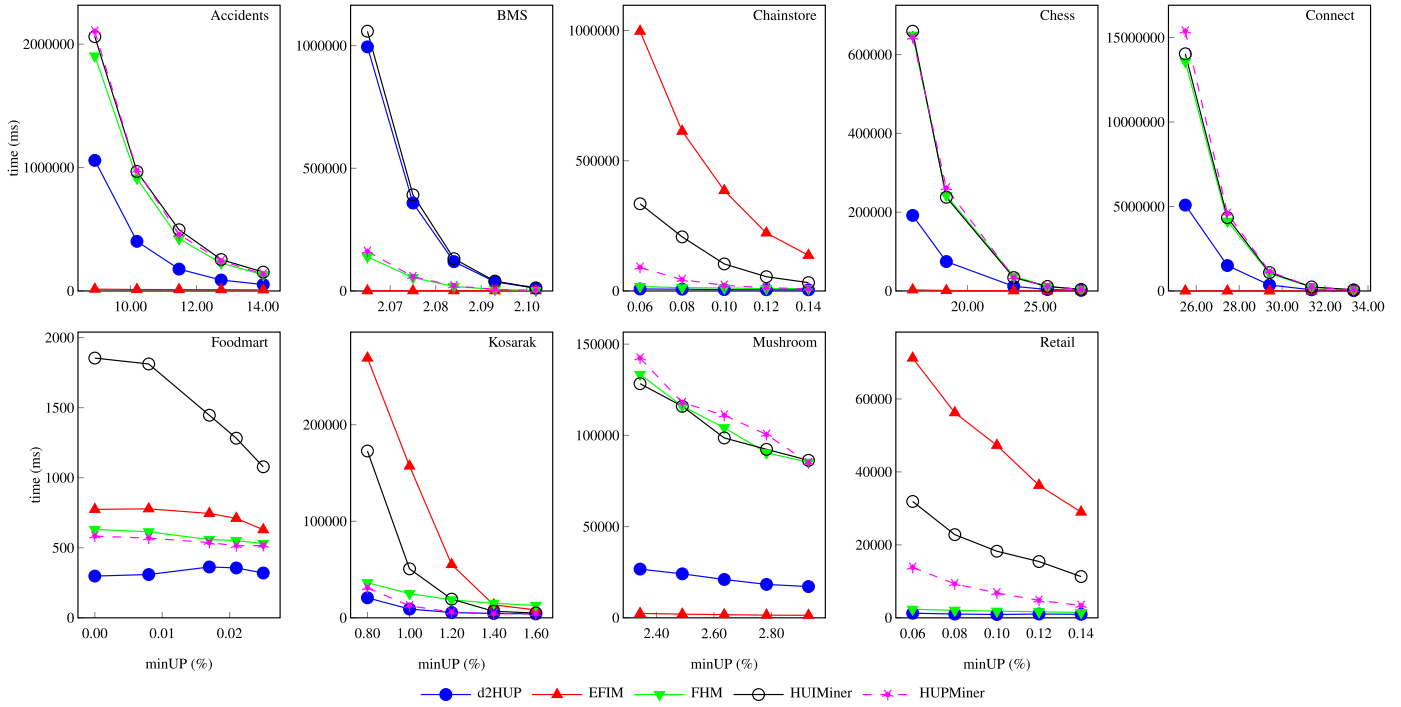 Accidents
2000000
1000000
0
10.00 12.00 14.00
time (ms)
BMS
1000000
500000
0
2.07 2.08 2.09 2.10
Chainstore
1000000
500000
0
0.06 0.08 0.10 0.12 0.14
Chess
600000
400000
200000
0
20.00 25.00
Connect
15000000
10000000
5000000
0
26.00 28.00 30.00 32.00 34.00
Foodmart
2000
1500
1000
500
0
0.00 0.01 0.02
time (ms)
minUP (%)
Kosarak
200000
100000
0
0.80 1.00 1.20 1.40 1.60
minUP (%)
Mushroom
150000
100000
50000
0
2.40 2.60 2.80
minUP (%)
Retail
60000
40000
20000
0
0.06 0.08 0.10 0.12 0.14
minUP (%)
d2HUP EFIM FHM HUIMiner HUPMiner